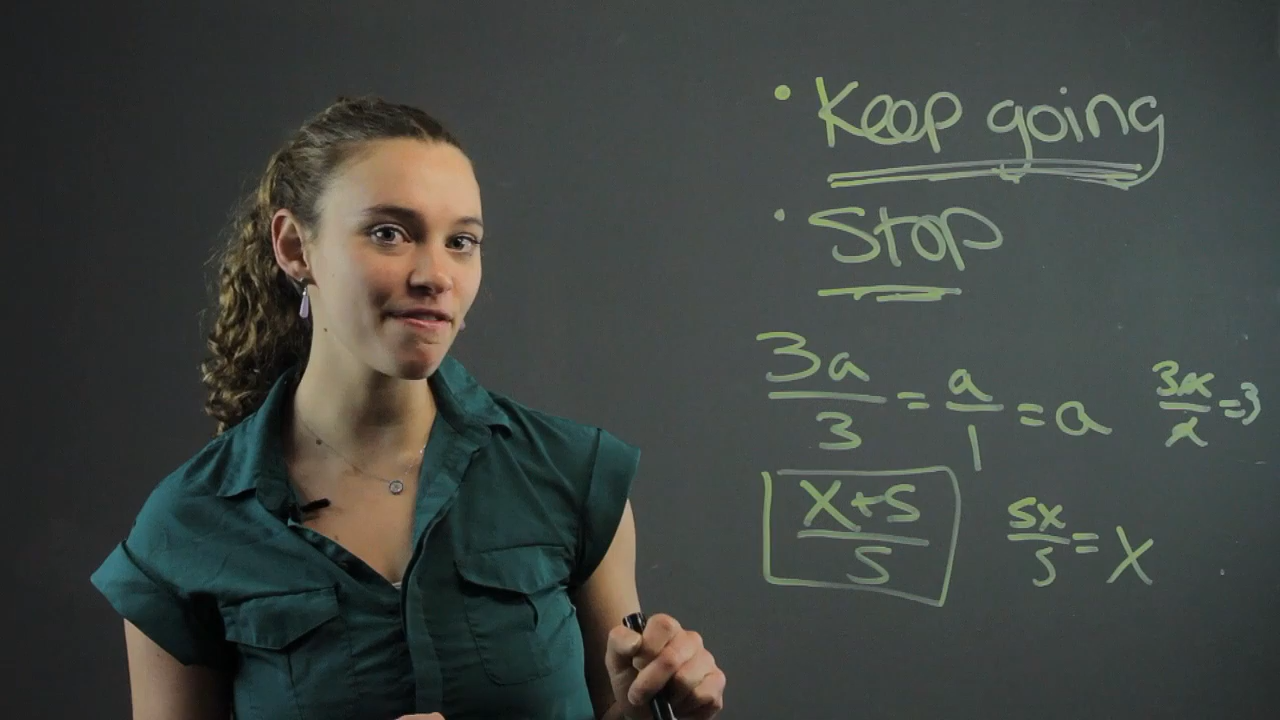 • Keep going
• Stop
3a/3 = a/1 = a
3x/x = 3
x+5/5
5x/5 = x